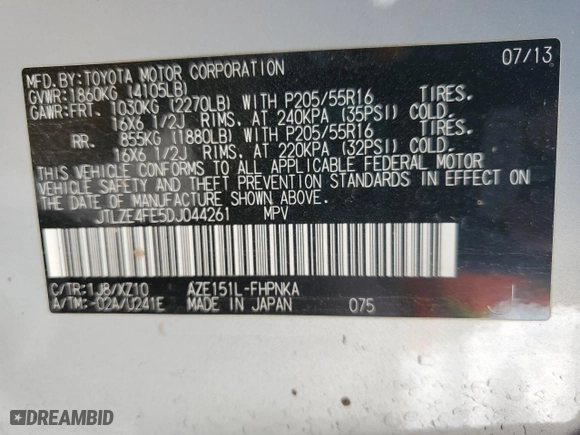 MFD.BY:TOYOTA MOTOR CORPORATION 07/13
GVWR:1860KG (4105LB)
GAWR:FRT. 1030KG (2270LB) WITH P205/55R16 TIRES.
16X6 1/2J RIMS. AT 240KPA (35PSI) COLD.
RR. 855KG (1880LB) WITH P205/55R16 TIRES.
16X6 1/2J RIMS. AT 220KPA (32PSI) COLD.
THIS VEHICLE CONFORMS TO ALL APPLICABLE FEDERAL MOTOR
VEHICLE SAFETY AND THEFT PREVENTION STANDARDS IN EFFECT ON
THE DATE OF MANUFACTURE SHOWN ABOVE.
JTLZE4FE5DJ044261 MPV
C/TR:1J8/XZ10 AZE151L-FHPNKA
A/TM:-02A/U241E MADE IN JAPAN 075
DREAMBID